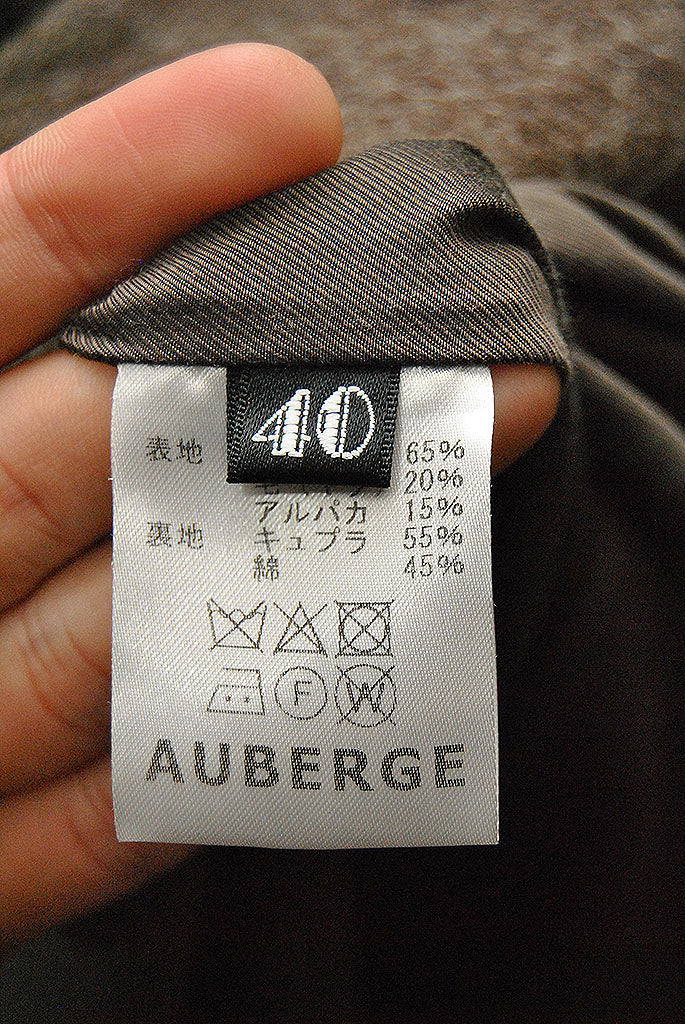 40
表地 65%
20%
アルパカ 15%
裏地 キュプラ 55%
綿 45%
F W
AUBERGE